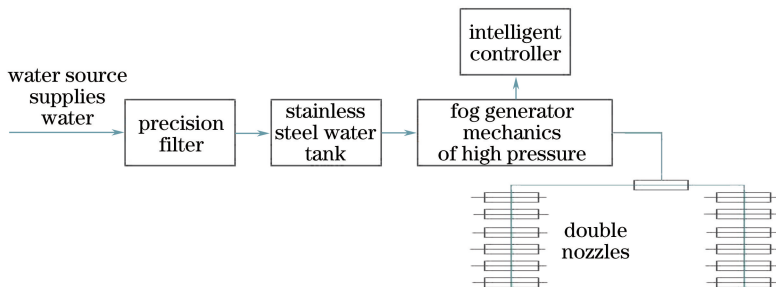 water source
supplies
water
precision
filter
stainless
steel water
tank
fog generator
mechanics
of high pressure
intelligent
controller
double
nozzles